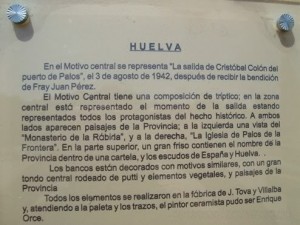 HUELVA
En el Motivo central se representa "La salida de Cristóbal Colón del
puerto de Palos", el 3 de agosto de 1942, después de recibir la bendición
de Fray Juan Pérez.
El Motivo Central tiene una composición de tríptico; en la zona
central está representado el momento de la salida estando
representados todos los protagonistas del hecho histórico. A ambos
lados aparecen paisajes de la Provincia; a la izquierda una vista del
"Monasterio de la Róbiria", y a la derecha, "La Iglesia de Palos de la
Frontera". En la parte superior, un gran friso contienen el nombre de la
Provincia dentro de una cartela, y los escudos de España y Huelva.
Los bancos están decorados con motivos similares, con un gran
tondo central rodeado de putti y elementos vegetales, y paisajes de
la Provincia
Todos los elementos se realizaron en la fóbrica de J. Tova y Villalba
y, atendiendo a la paleta y los trazos, el pintor ceramista pudo ser Enrique
Orce.